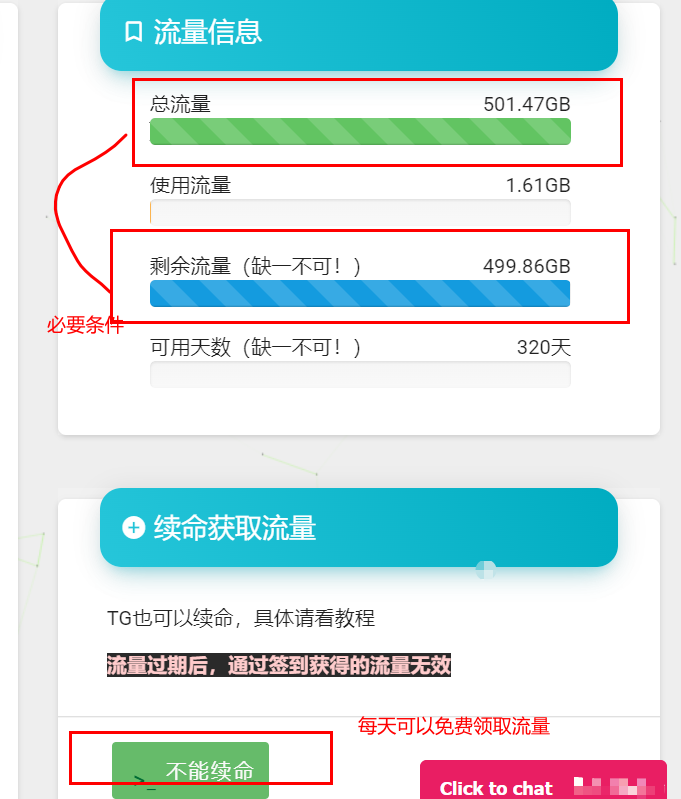 流量信息
总流量 501.47GB
使用流量 1.61GB
剩余流量（缺一不可！） 499.86GB
必要条件
可用天数（缺一不可！） 320天
续命获取流量
TG也可以续命，具体请看教程
流量过期后，通过签到获得的流量无效
每天可以免费领取流量
>_ 不能续命
Click to chat